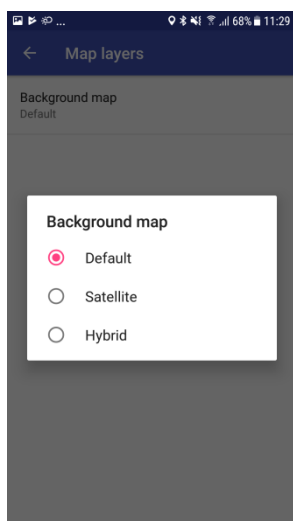 ... 68% 11:29
Map layers
Background map
Default
Background map
Default
Satellite
Hybrid